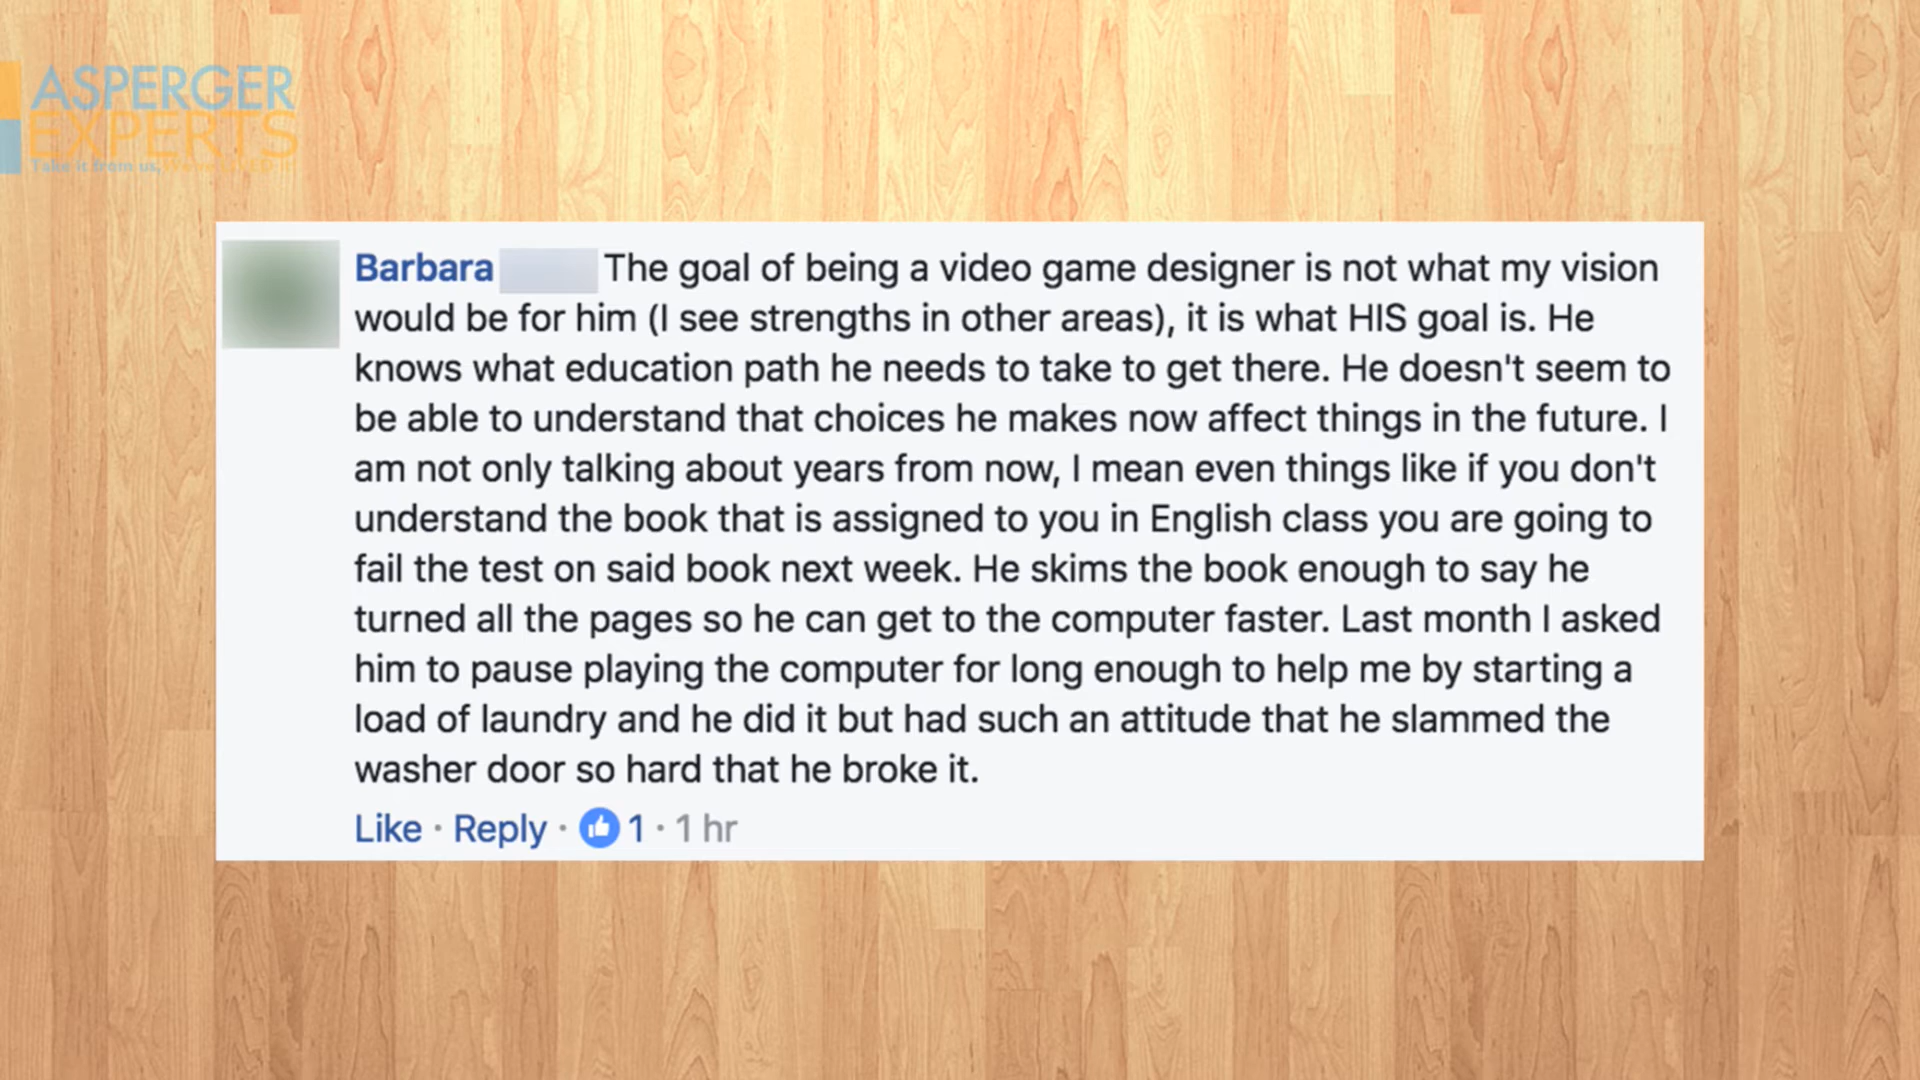 ASPERGER
EXPERTS
Take it from us,
Barbara The goal of being a video game designer is not what my vision
would be for him (I see strengths in other areas), it is what HIS goal is. He
knows what education path he needs to take to get there. He doesn't seem to
be able to understand that choices he makes now affect things in the future. I
am not only talking about years from now, I mean even things like if you don't
understand the book that is assigned to you in English class you are going to
fail the test on said book next week. He skims the book enough to say he
turned all the pages so he can get to the computer faster. Last month I asked
him to pause playing the computer for long enough to help me by starting a
load of laundry and he did it but had such an attitude that he slammed the
washer door so hard that he broke it.
Like · Reply · 1 · 1 hr